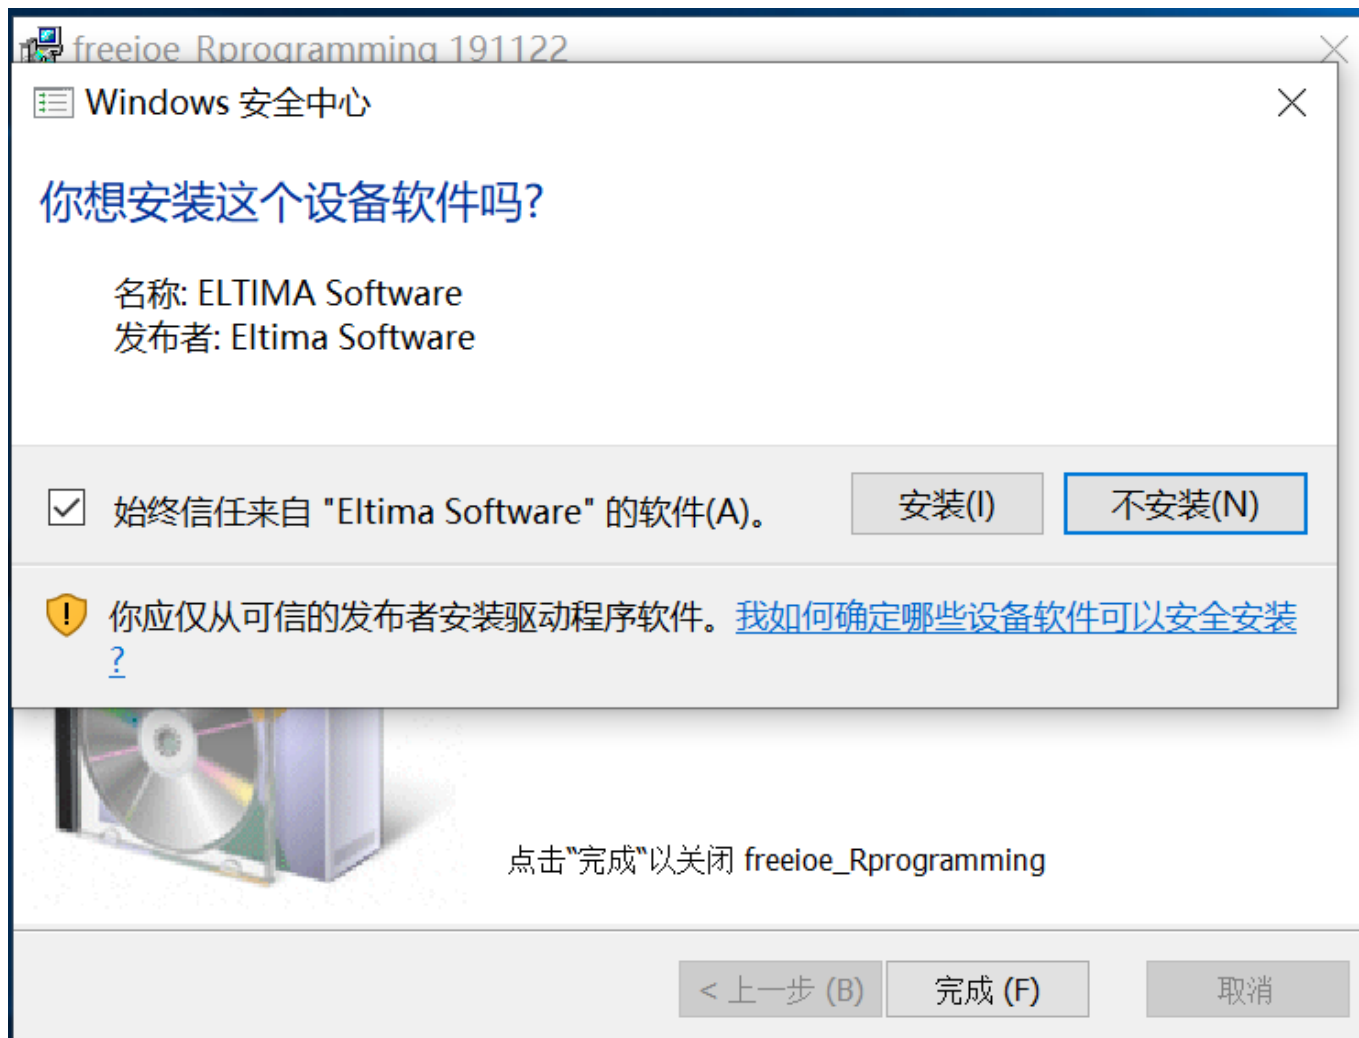 freeioe_Rprogramming 191122
Windows 安全中心
你想安装这个设备软件吗?
名称: ELTIMA Software
发布者: Eltima Software
始终信任来自 "Eltima Software" 的软件(A)。
安装(I)
不安装(N)
你应仅从可信的发布者安装驱动程序软件。我如何确定哪些设备软件可以安全安装
?
点击"完成"以关闭 freeioe_Rprogramming
< 上一步 (B)
完成 (F)
取消